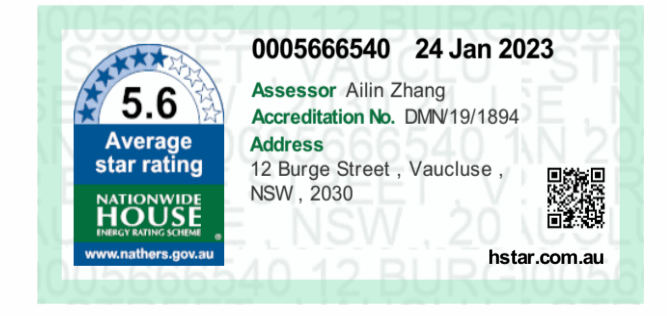 0005666540 24 Jan 2023
5.6
Average
star rating
NATIONWIDE
HOUSE
ENERGY RATING SCHEME ®
www.nathers.gov.au
Assessor Ailin Zhang
Accreditation No. DMN/19/1894
Address
12 Burge Street , Vaucluse ,
NSW , 2030
hstar.com.au